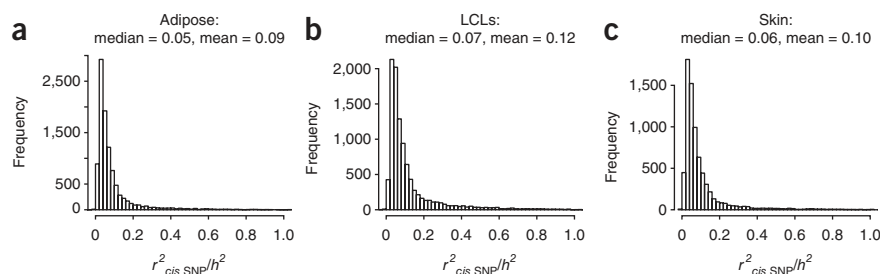 a
Adipose:
median = 0.05, mean = 0.09
Frequency
2,500
1,500
500
0
0 0.2 0.4 0.6 0.8 1.0
r²cis SNP/h²
b
LCLs:
median = 0.07, mean = 0.12
Frequency
2,000
1,500
1,000
500
0
0 0.2 0.4 0.6 0.8 1.0
r²cis SNP/h²
c
Skin:
median = 0.06, mean = 0.10
Frequency
1,500
1,000
500
0
0 0.2 0.4 0.6 0.8 1.0
r²cis SNP/h²